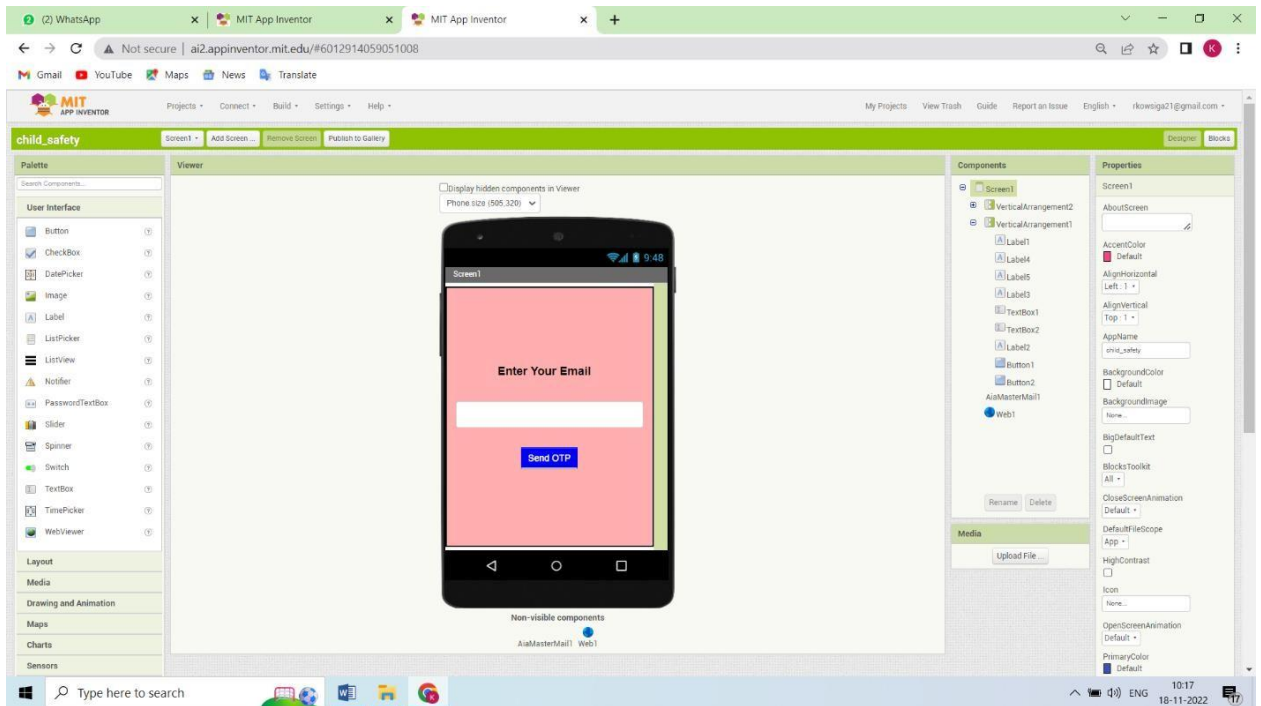 2 (2) WhatsApp MIT App Inventor MIT App Inventor
Not secure | ai2.appinventor.mit.edu/#6012914059051008 K
Gmail YouTube Maps News Translate
MIT APP INVENTOR
Projects Connect Build Settings Help My Projects View Trash Guide Report an Issue English rkowsiga21@gmail.com
child_safety Screen1 Add Screen ... Remove Screen Publish to Gallery Designer Blocks
Palette
Search Components...
User Interface
Button
CheckBox
DatePicker
Image
Label
ListPicker
ListView
Notifier
PasswordTextBox
Slider
Spinner
Switch
TextBox
TimePicker
WebViewer
Layout
Media
Drawing and Animation
Maps
Charts
Sensors
Viewer
Display hidden components in Viewer
Phone size (505,320)
9:48
Screen1
Enter Your Email
Send OTP
Non-visible components
AiaMasterMail1 Web1
Components
Screen1
VerticalArrangement2
VerticalArrangement1
Label1
Label4
Label5
Label3
TextBox1
TextBox2
Label2
Button1
Button2
AiaMasterMail1
Web1
Rename Delete
Media
Upload File ...
Properties
Screen1
AboutScreen
AccentColor
Default
AlignHorizontal
Left : 1
AlignVertical
Top : 1
AppName
child_safety
BackgroundColor
Default
BackgroundImage
None...
BigDefaultText
BlocksToolkit
All
CloseScreenAnimation
Default
DefaultFileScope
App
HighContrast
Icon
None...
OpenScreenAnimation
Default
PrimaryColor
Default
Type here to search
ENG
10:17
18-11-2022
17